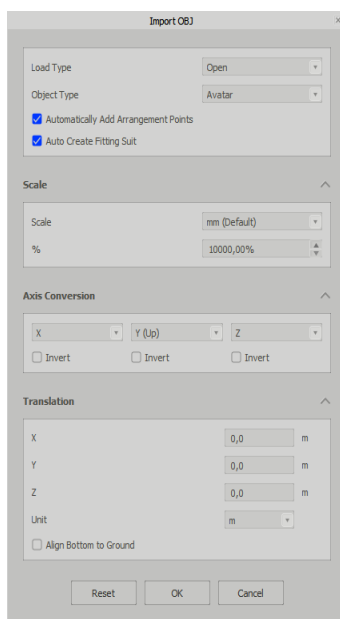 Import OBJ ×
Load Type Open
Object Type Avatar
Automatically Add Arrangement Points
Auto Create Fitting Suit
Scale
Scale mm (Default)
% 10000,00%
Axis Conversion
X Y (Up) Z
Invert Invert Invert
Translation
X 0,0 m
Y 0,0 m
Z 0,0 m
Unit m
Align Bottom to Ground
Reset OK Cancel